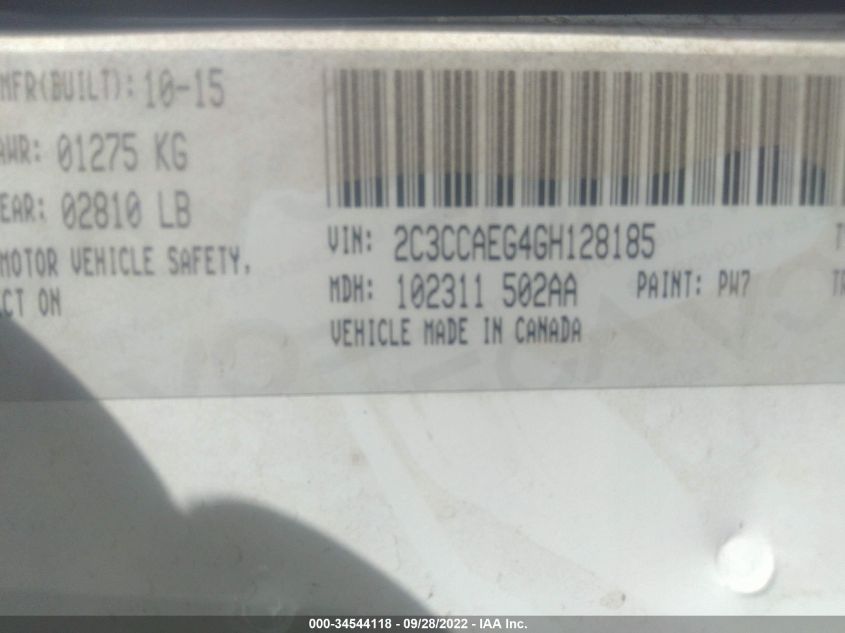 MFR(BUILT): 10-15
AWR: 01275 KG
EAR: 02810 LB
MOTOR VEHICLE SAFETY,
CT ON
VIN: 2C3CCAEG4GH128185
MDH: 102311 502AA PAINT: PW7
VEHICLE MADE IN CANADA
000-34544118 - 09/28/2022 - IAA Inc.